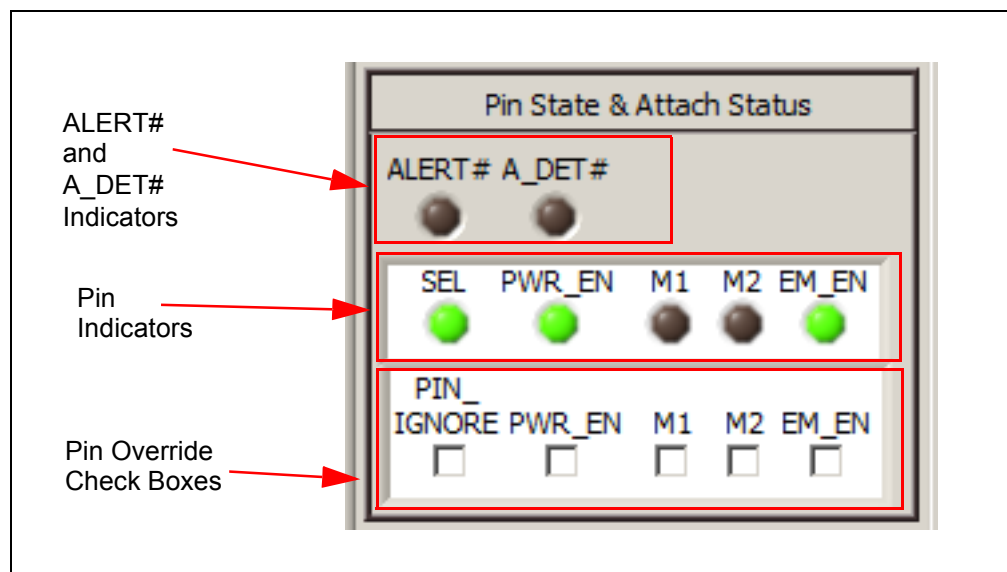 Pin State & Attach Status
ALERT#
and
A_DET#
Indicators
ALERT# A_DET#
Pin
Indicators
SEL PWR_EN M1 M2 EM_EN
Pin Override
Check Boxes
PIN_
IGNORE PWR_EN M1 M2 EM_EN